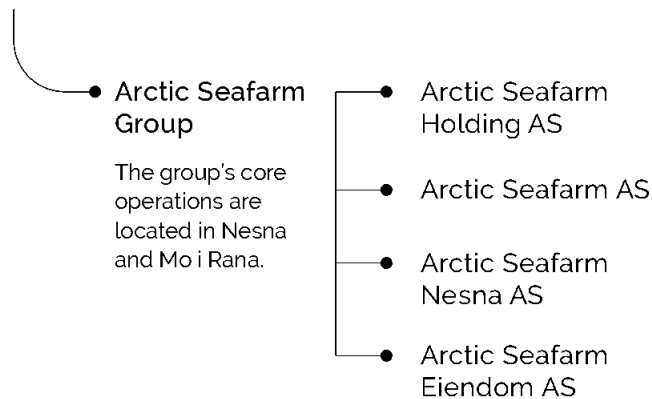 Arctic Seafarm
Group
The group's core
operations are
located in Nesna
and Mo i Rana.
Arctic Seafarm
Holding AS
Arctic Seafarm AS
Arctic Seafarm
Nesna AS
Arctic Seafarm
Eiendom AS